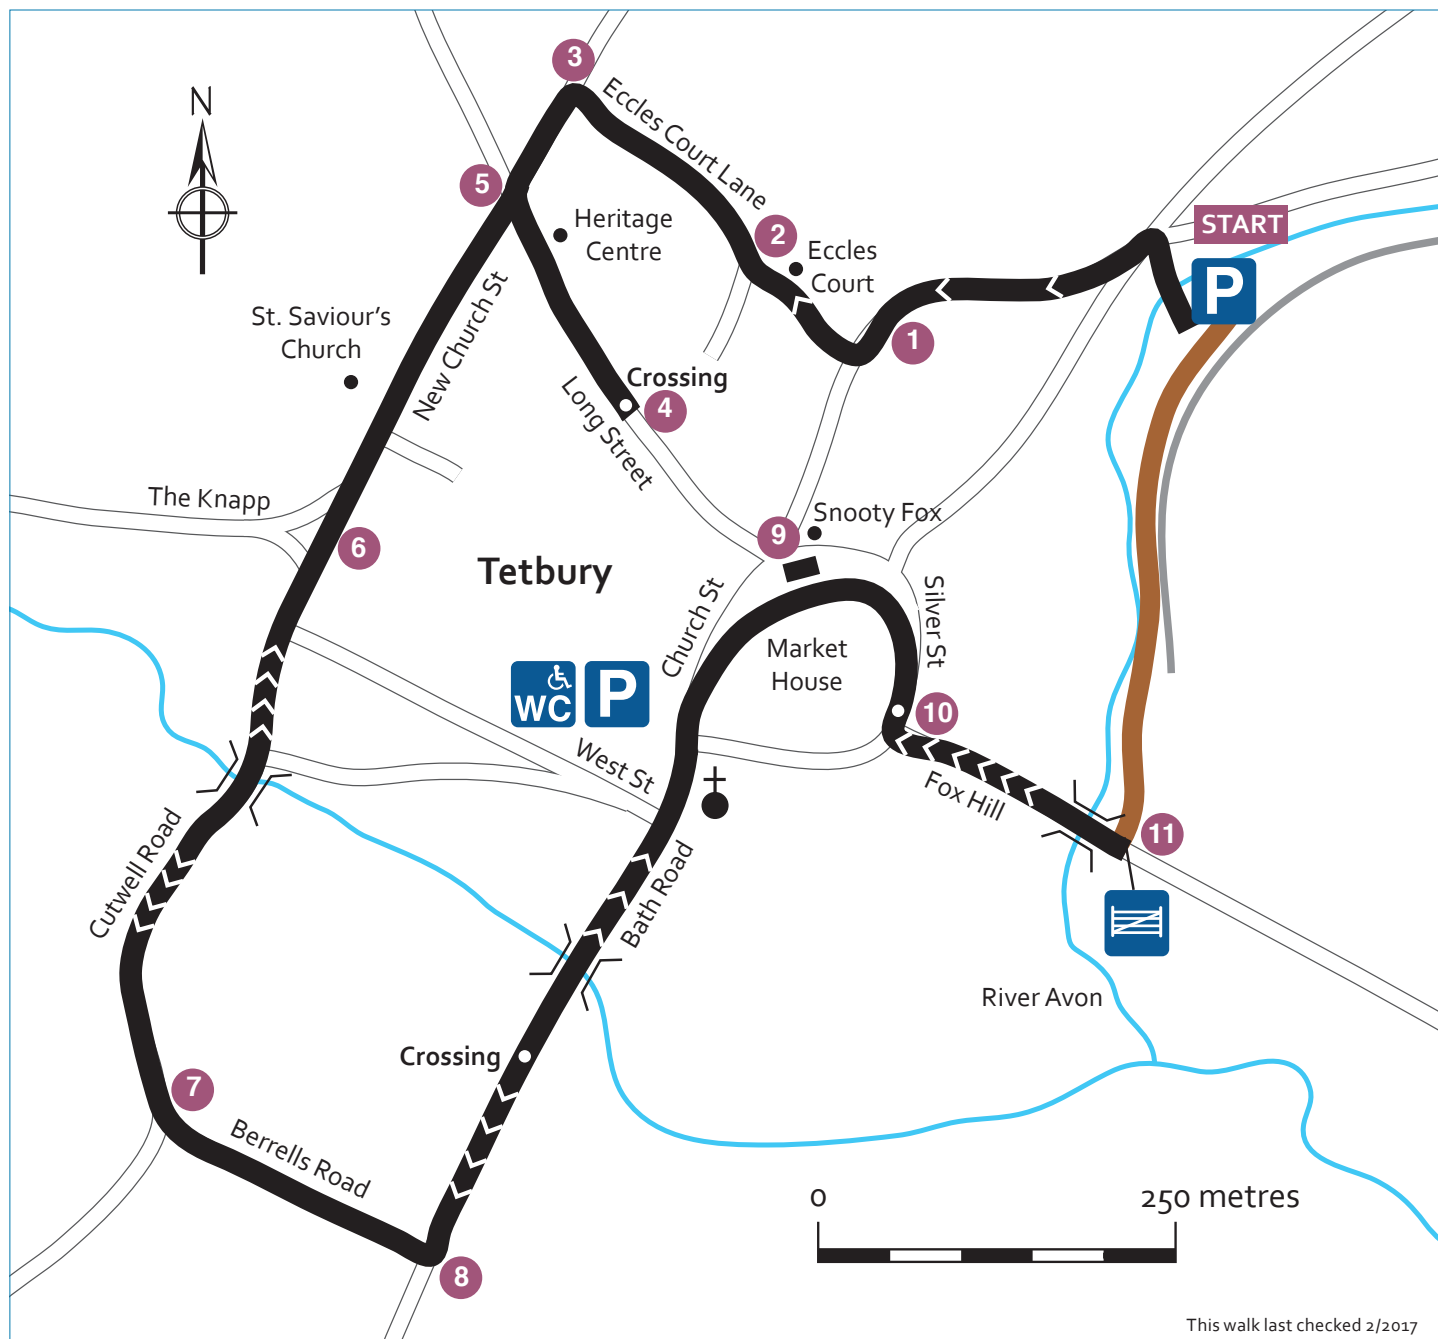 N
3
Eccles Court Lane
5
Heritage
Centre
2
Eccles
Court
START
P
1
St. Saviour's
Church
New Church St
Crossing
4
Long Street
The Knapp
6
Snooty Fox
9
Tetbury
Church St
Silver St
Market
House
WC
P
10
West St
Fox Hill
11
Cutwell Road
Bath Road
River Avon
Crossing
7
Berrells Road
8
0
250 metres
This walk last checked 2/2017